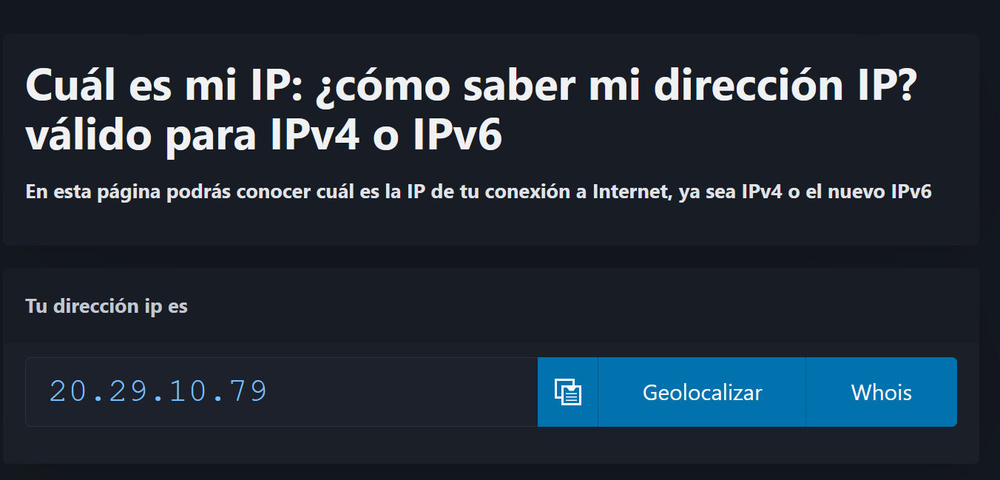 Cuál es mi IP: ¿cómo saber mi dirección IP?
válido para IPv4 o IPv6
En esta página podrás conocer cuál es la IP de tu conexión a Internet, ya sea IPv4 o el nuevo IPv6
Tu dirección ip es
20.29.10.79 Geolocalizar Whois